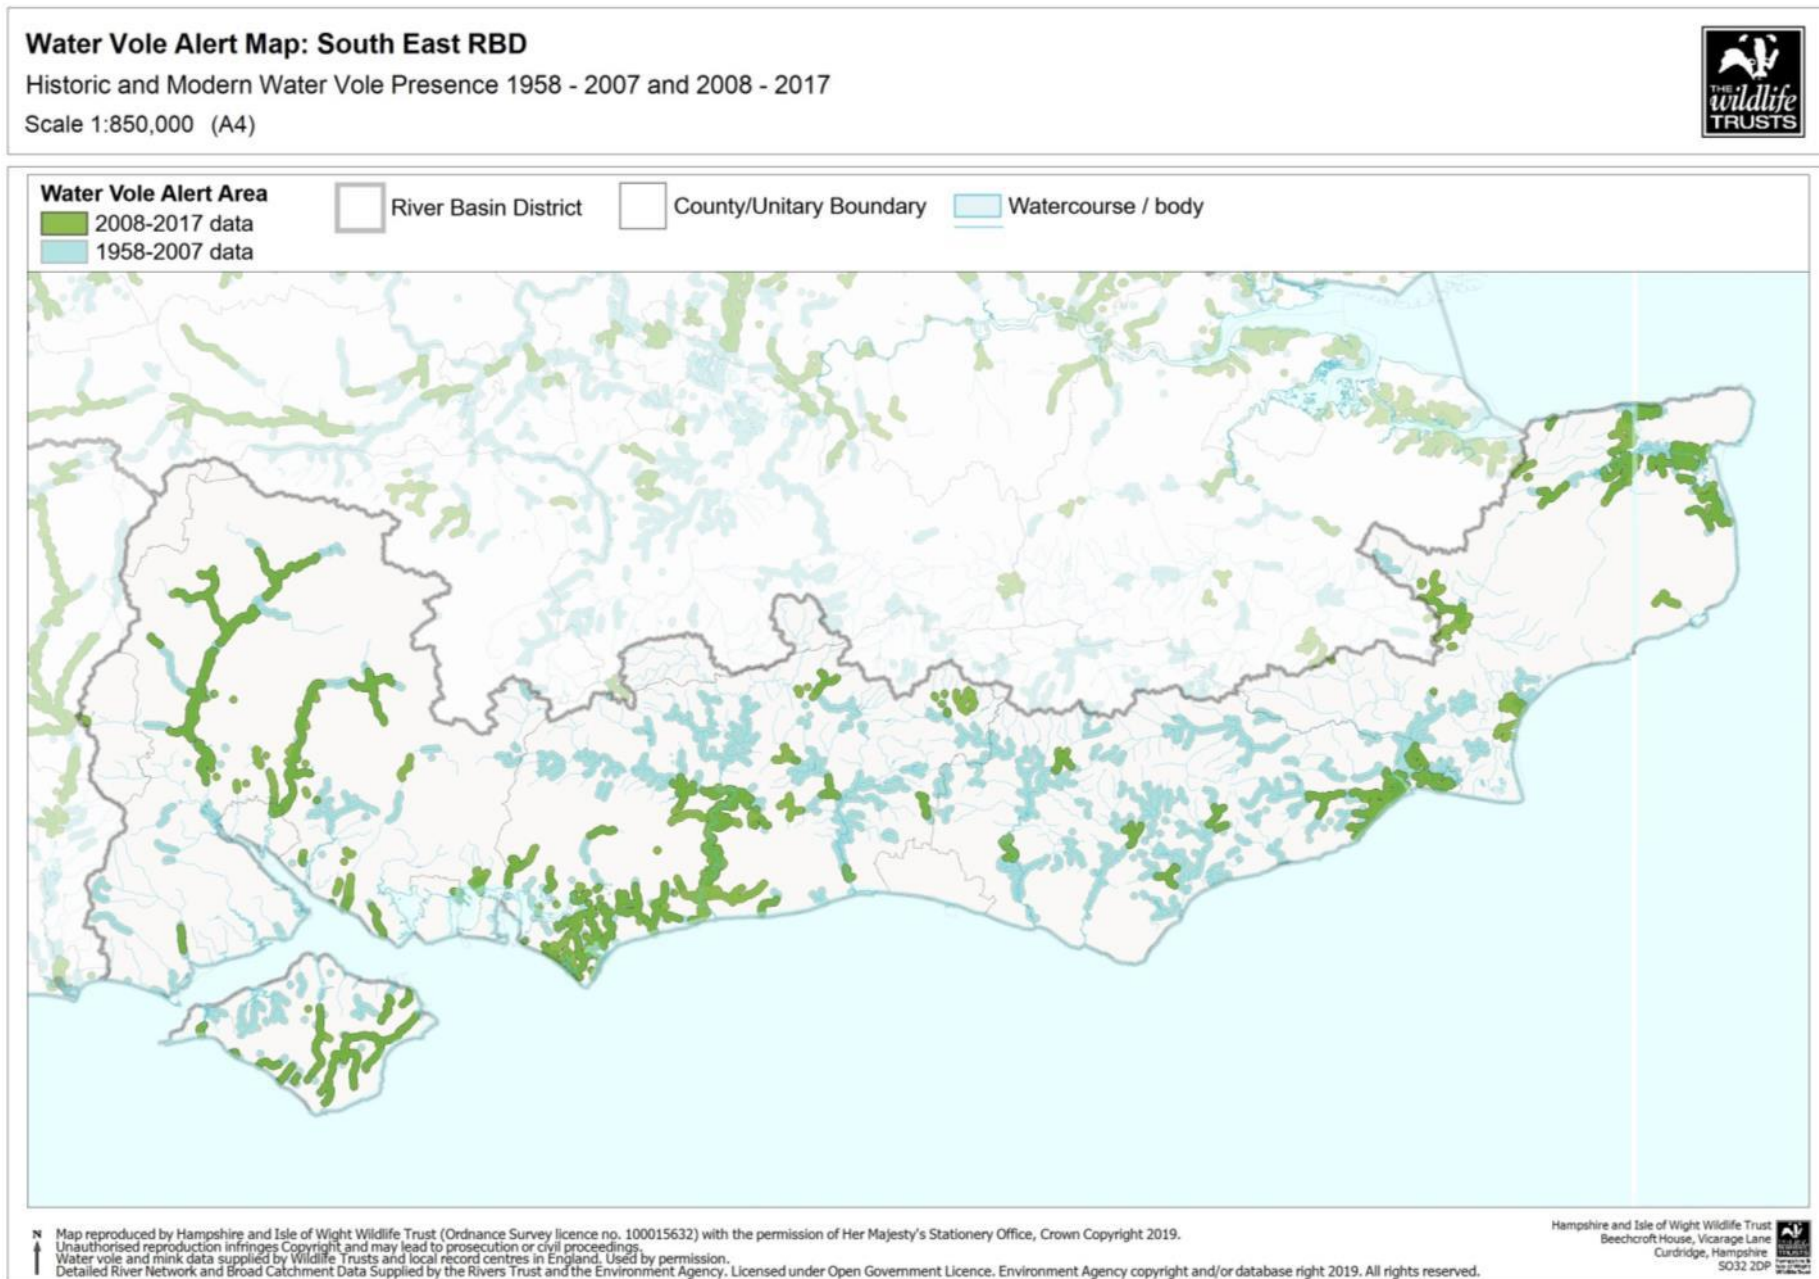 Water Vole Alert Map: South East RBD
Historic and Modern Water Vole Presence 1958 - 2007 and 2008 - 2017
Scale 1:850,000 (A4)
THE
wildlife
TRUSTS
Water Vole Alert Area
2008-2017 data
1958-2007 data
River Basin District
County/Unitary Boundary
Watercourse / body
N
Map reproduced by Hampshire and Isle of Wight Wildlife Trust (Ordnance Survey licence no. 100015632) with the permission of Her Majesty's Stationery Office, Crown Copyright 2019.
Unauthorised reproduction infringes Copyright and may lead to prosecution or civil proceedings.
Water vole and mink data supplied by Wildlife Trusts and local record centres in England. Used by permission.
Detailed River Network and Broad Catchment Data Supplied by the Rivers Trust and the Environment Agency. Licensed under Open Government Licence. Environment Agency copyright and/or database right 2019. All rights reserved.
Hampshire and Isle of Wight Wildlife Trust
Beechcroft House, Vicarage Lane
Curdridge, Hampshire
SO32 2DP